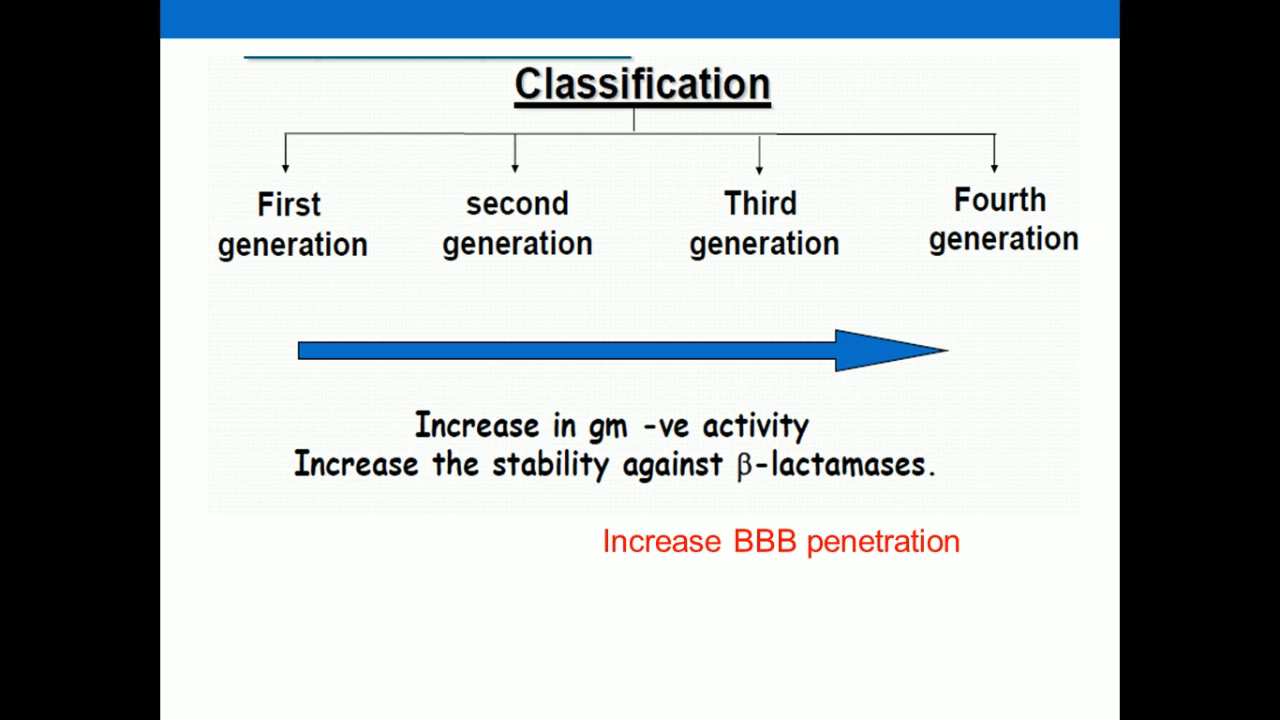 Classification
First generation
second generation
Third generation
Fourth generation
Increase in gm -ve activity
Increase the stability against β-lactamases.
Increase BBB penetration